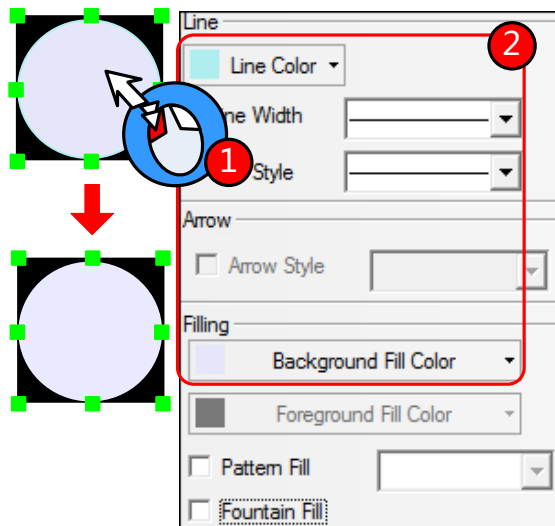 Line
2
Line Color
ne Width
1
Style
Arrow
Arrow Style
Filling
Background Fill Color
Foreground Fill Color
Pattern Fill
Fountain Fill